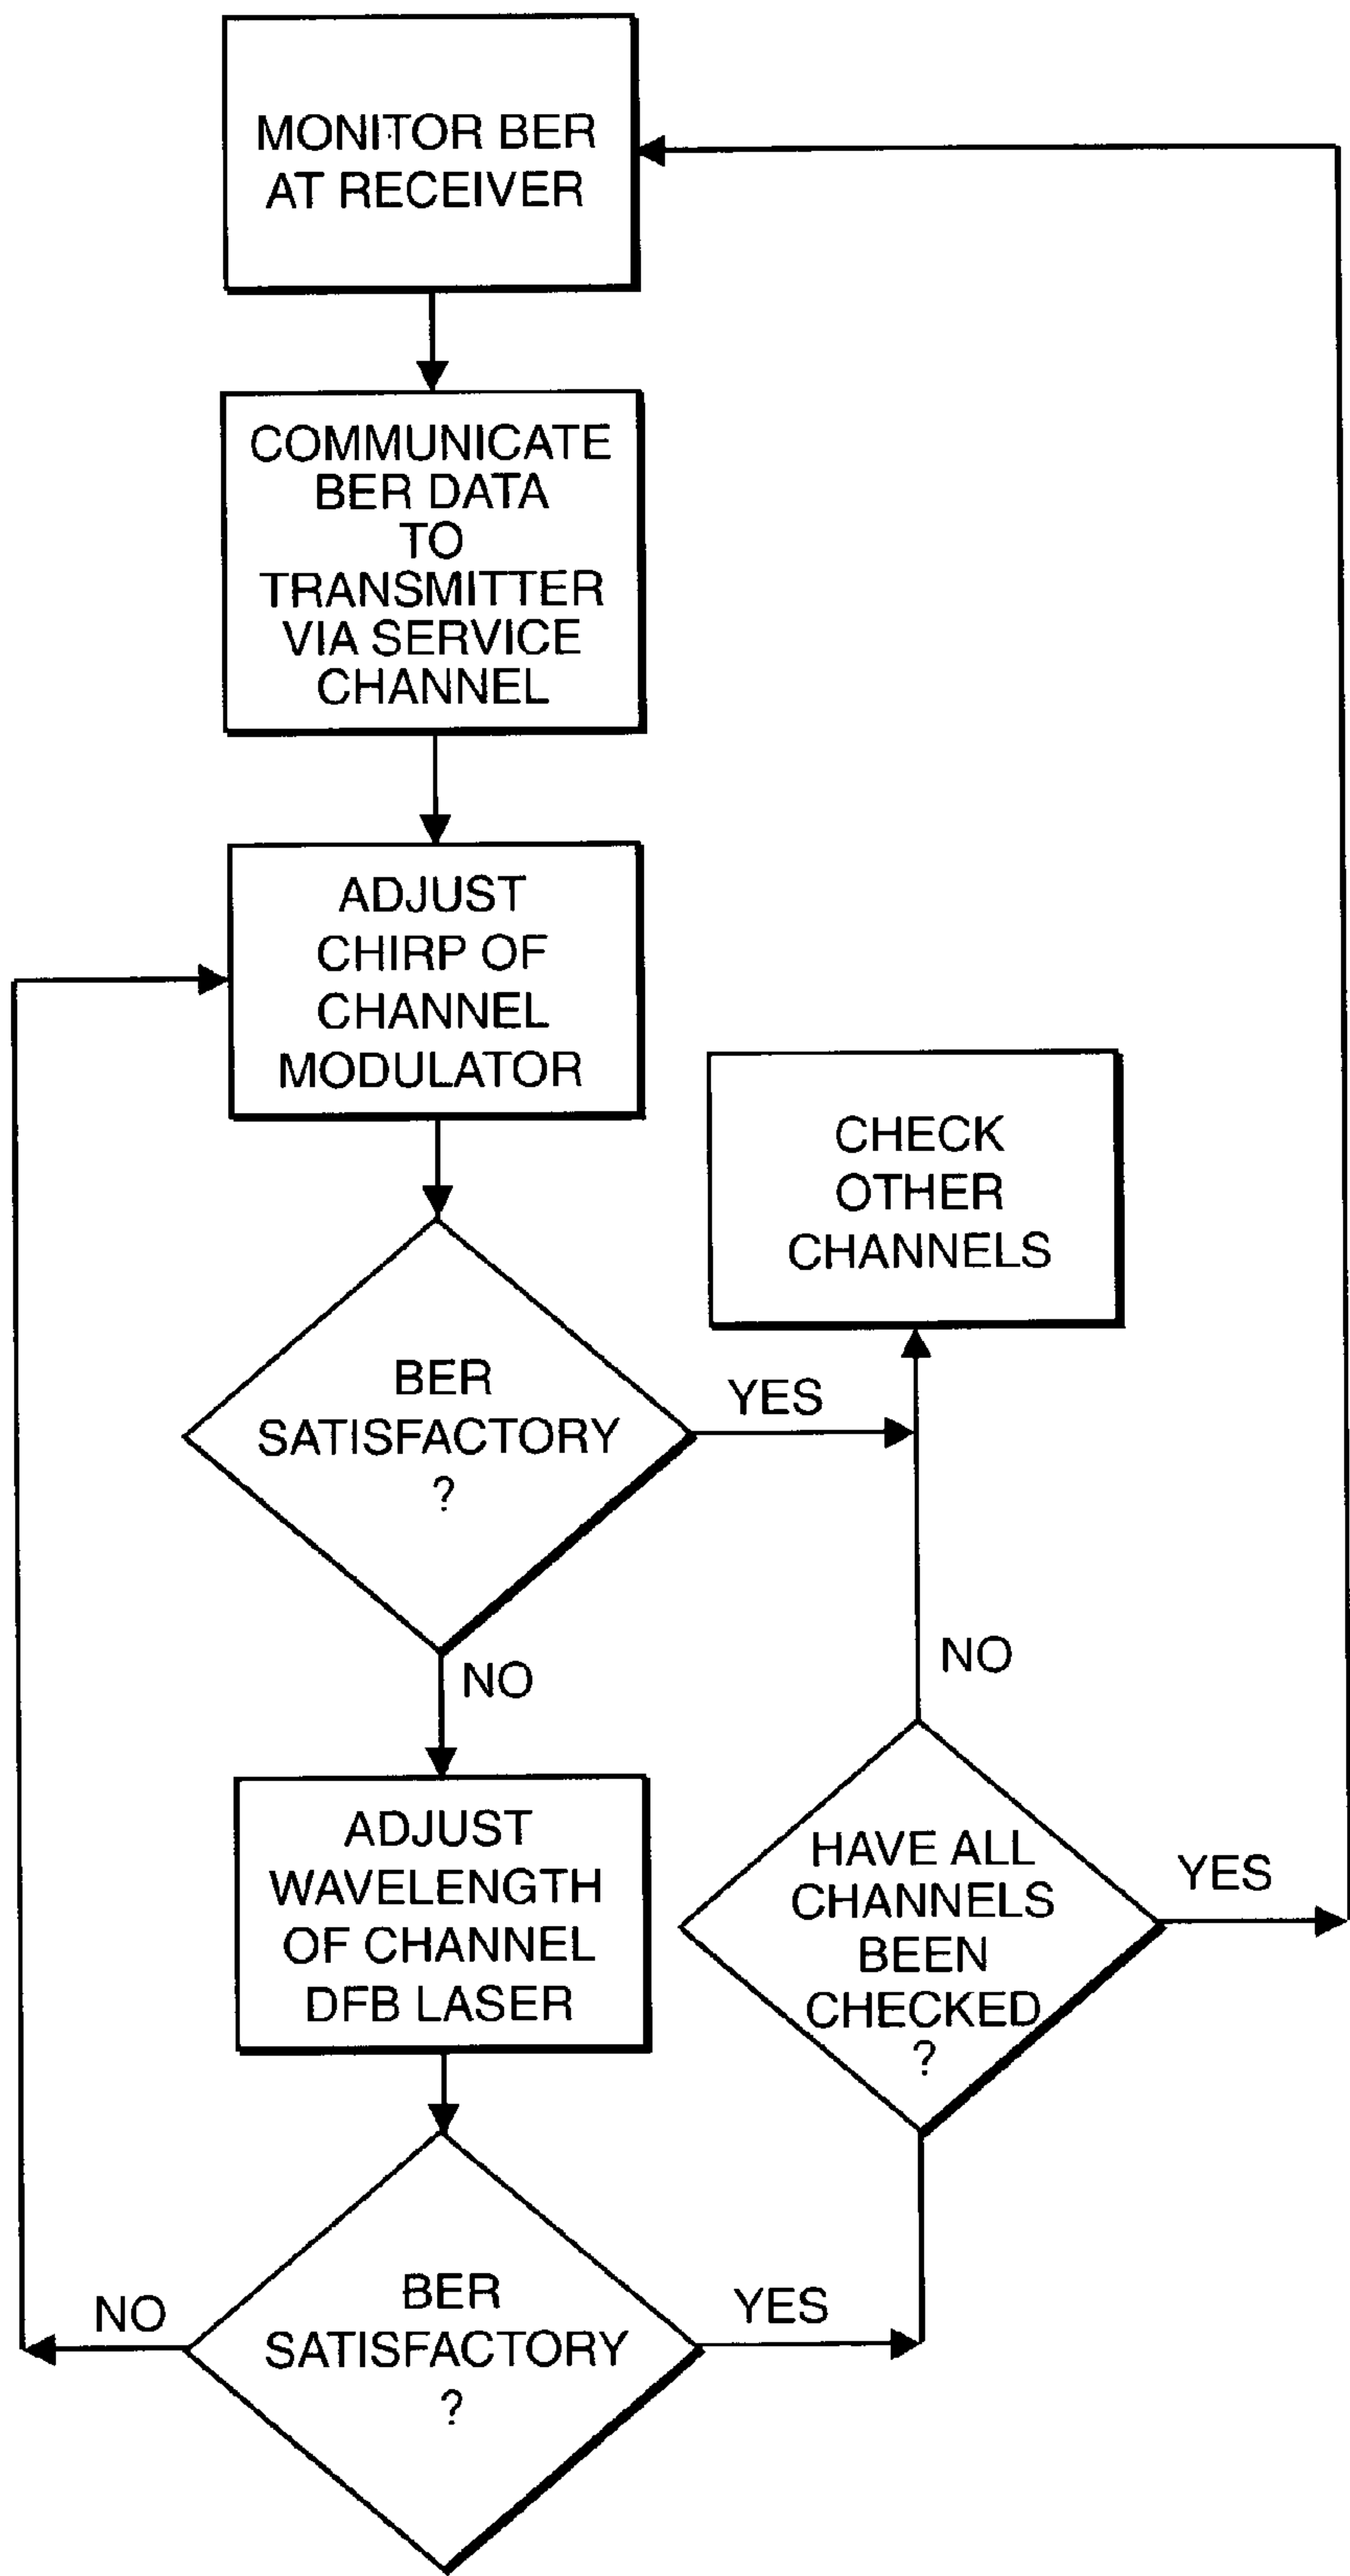 MONITOR BER
AT RECEIVER
COMMUNICATE
BER DATA
TO
TRANSMITTER
VIA SERVICE
CHANNEL
ADJUST
CHIRP OF
CHANNEL
MODULATOR
CHECK
OTHER
CHANNELS
BER
SATISFACTORY
?
YES
NO
NO
ADJUST
WAVELENGTH
OF CHANNEL
DFB LASER
HAVE ALL
CHANNELS
BEEN
CHECKED
?
YES
BER
SATISFACTORY
?
NO
YES